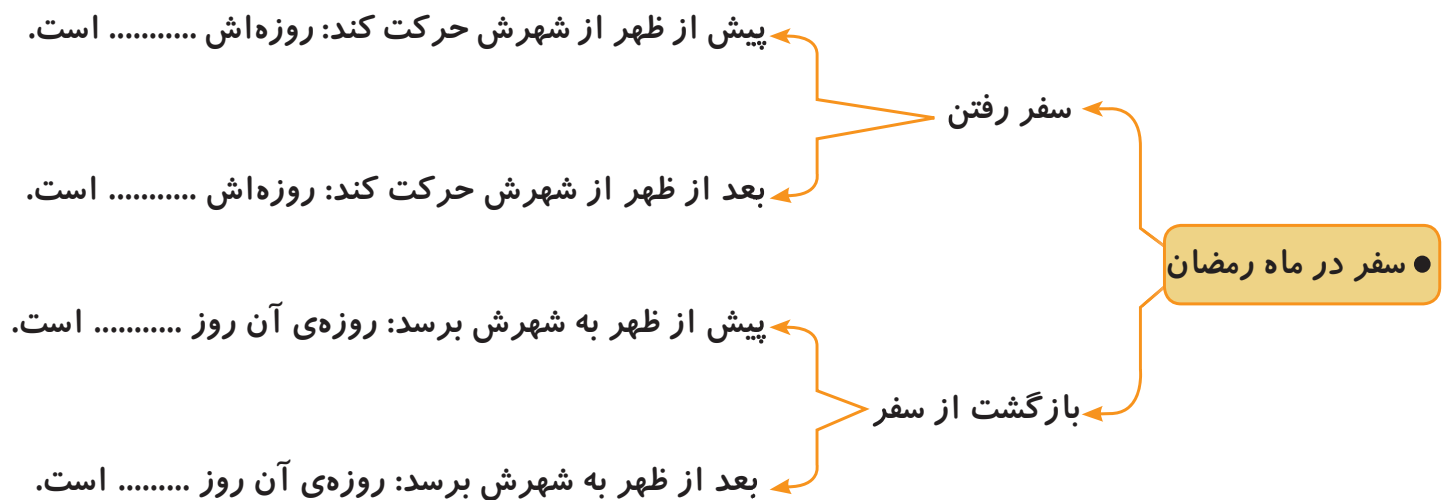 • سفر در ماه رمضان
سفر رفتن
پیش از ظهر از شهرش حرکت کند: روزه‌اش ........... است.
بعد از ظهر از شهرش حرکت کند: روزه‌اش ........... است.
بازگشت از سفر
پیش از ظهر به شهرش برسد: روزه‌ی آن روز ........... است.
بعد از ظهر به شهرش برسد: روزه‌ی آن روز ......... است.